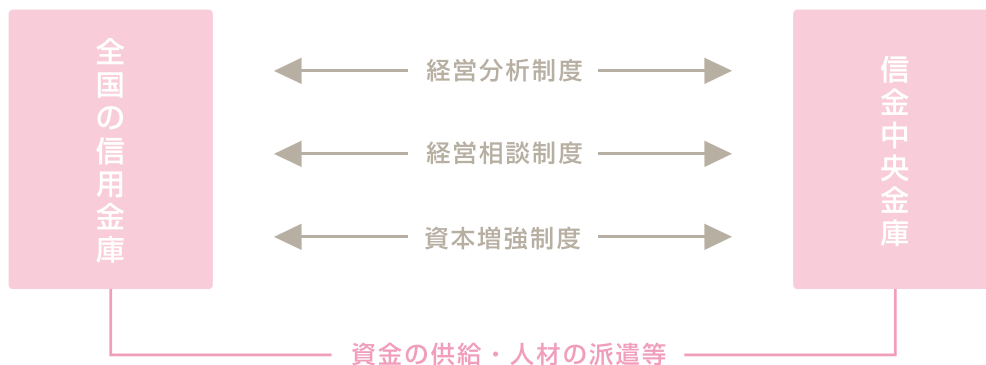 全国の信用金庫
経営分析制度
経営相談制度
資本増強制度
信金中央金庫
資金の供給・人材の派遣等